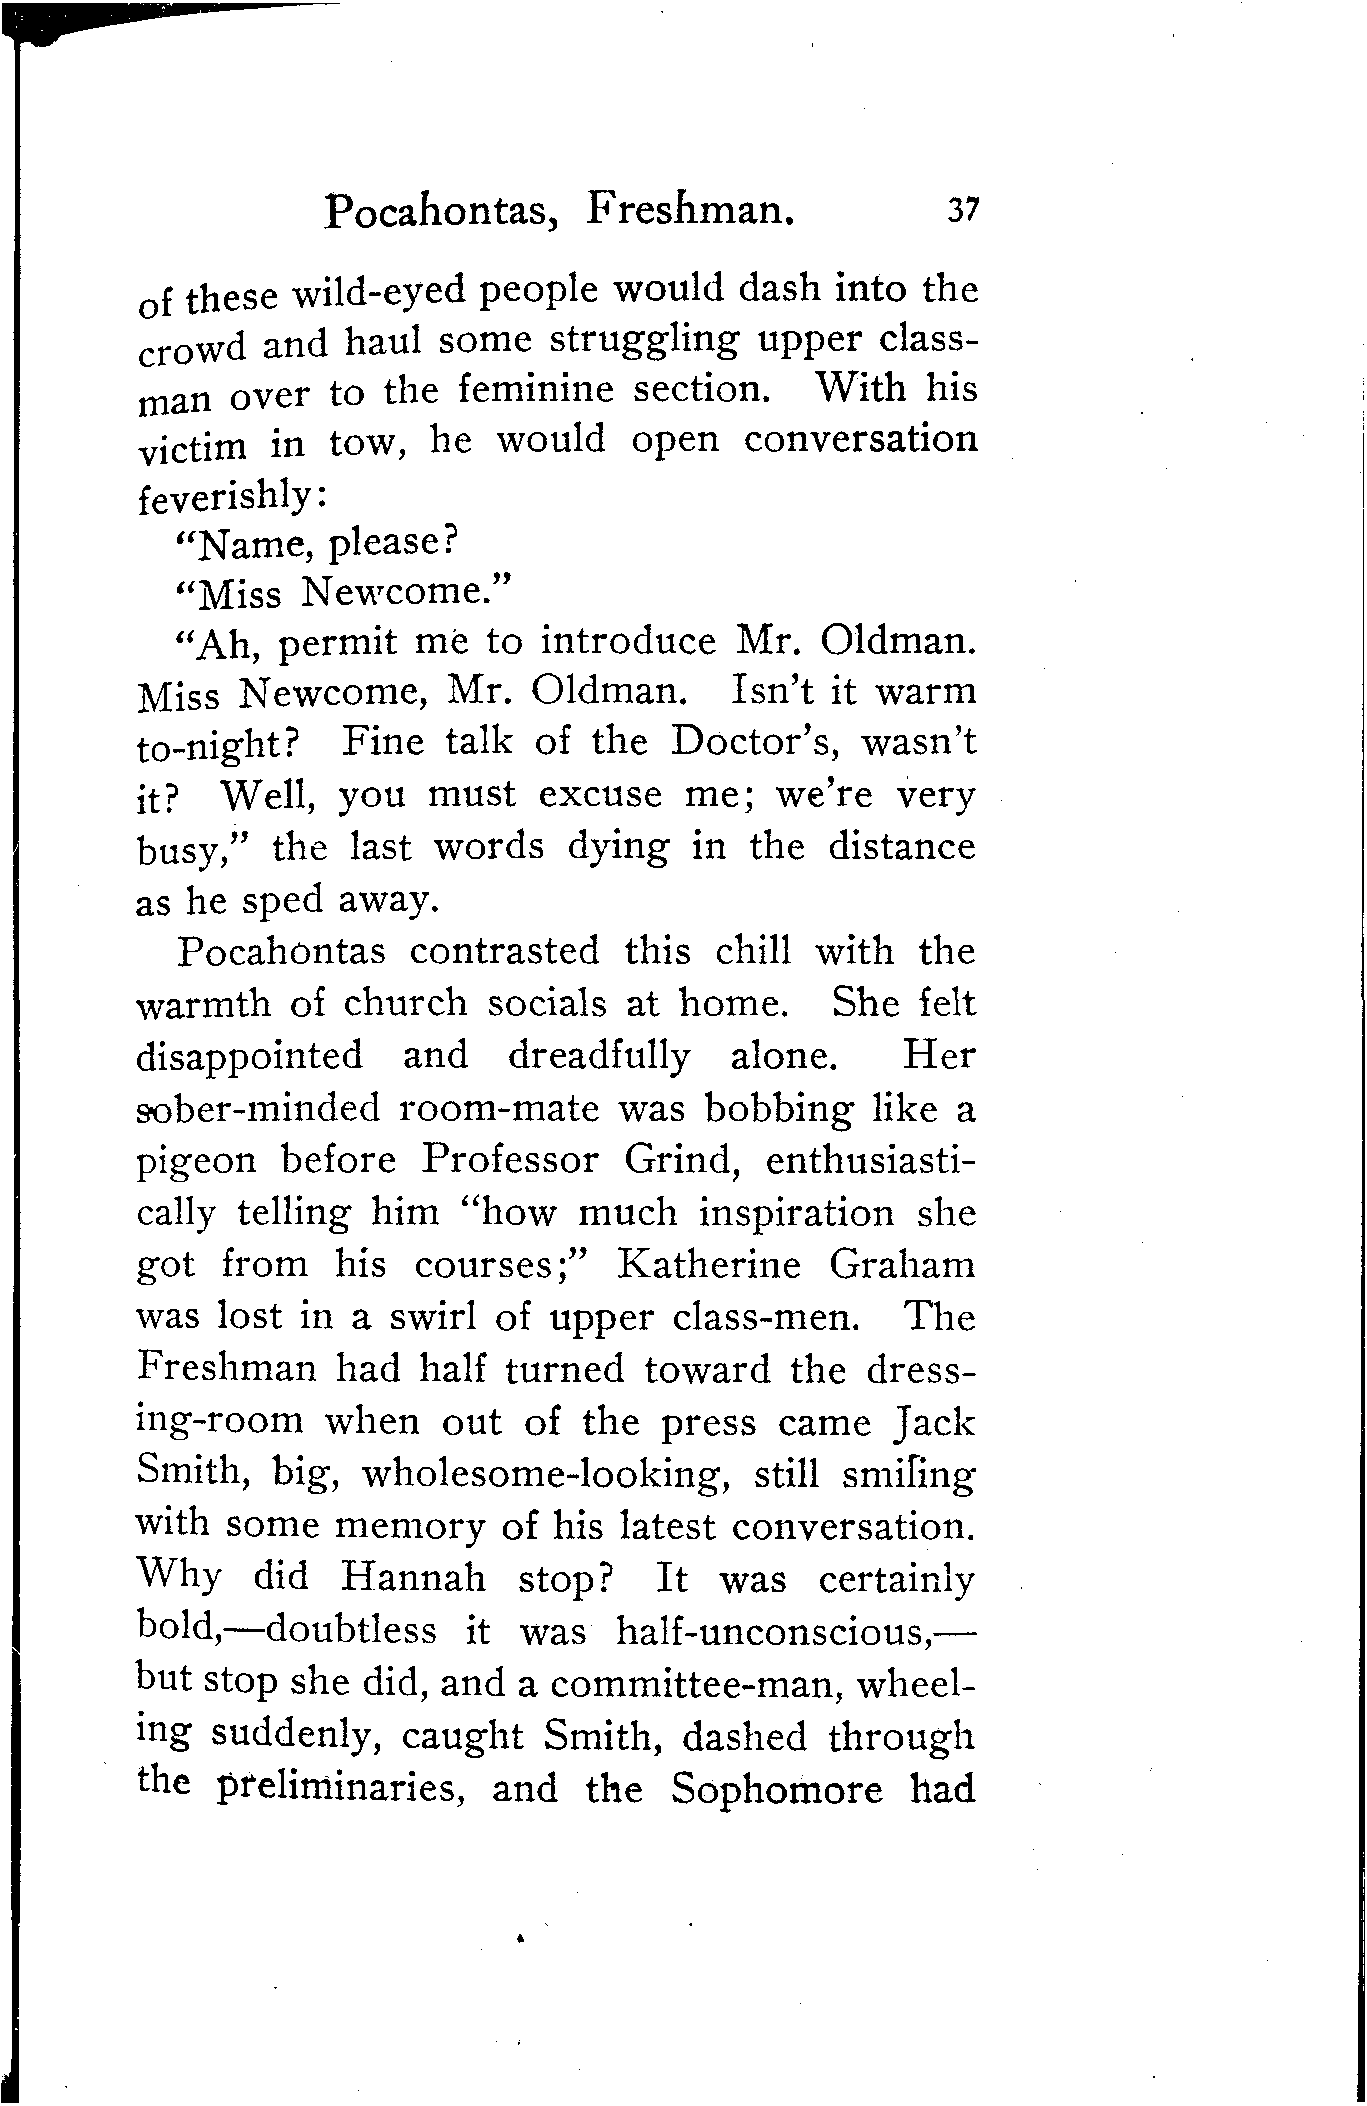 Pocahontas, Freshman. 37
of these wild-eyed people would dash into the
crowd and haul some struggling upper class-
man over to the feminine section. With his
victim in tow, he would open conversation
feverishly:
"Name, please?
"Miss Newcome."
"Ah, permit me to introduce Mr. Oldman.
Miss Newcome, Mr. Oldman. Isn't it warm
to-night? Fine talk of the Doctor's, wasn't
it? Well, you must excuse me; we're very
busy," the last words dying in the distance
as he sped away.
Pocahontas contrasted this chill with the
warmth of church socials at home. She felt
disappointed and dreadfully alone. Her
sober-minded room-mate was bobbing like a
pigeon before Professor Grind, enthusiasti-
cally telling him "how much inspiration she
got from his courses;" Katherine Graham
was lost in a swirl of upper class-men. The
Freshman had half turned toward the dress-
ing-room when out of the press came Jack
Smith, big, wholesome-looking, still smiling
with some memory of his latest conversation.
Why did Hannah stop? It was certainly
bold,—doubtless it was half-unconscious,—
but stop she did, and a committee-man, wheel-
ing suddenly, caught Smith, dashed through
the preliminaries, and the Sophomore had